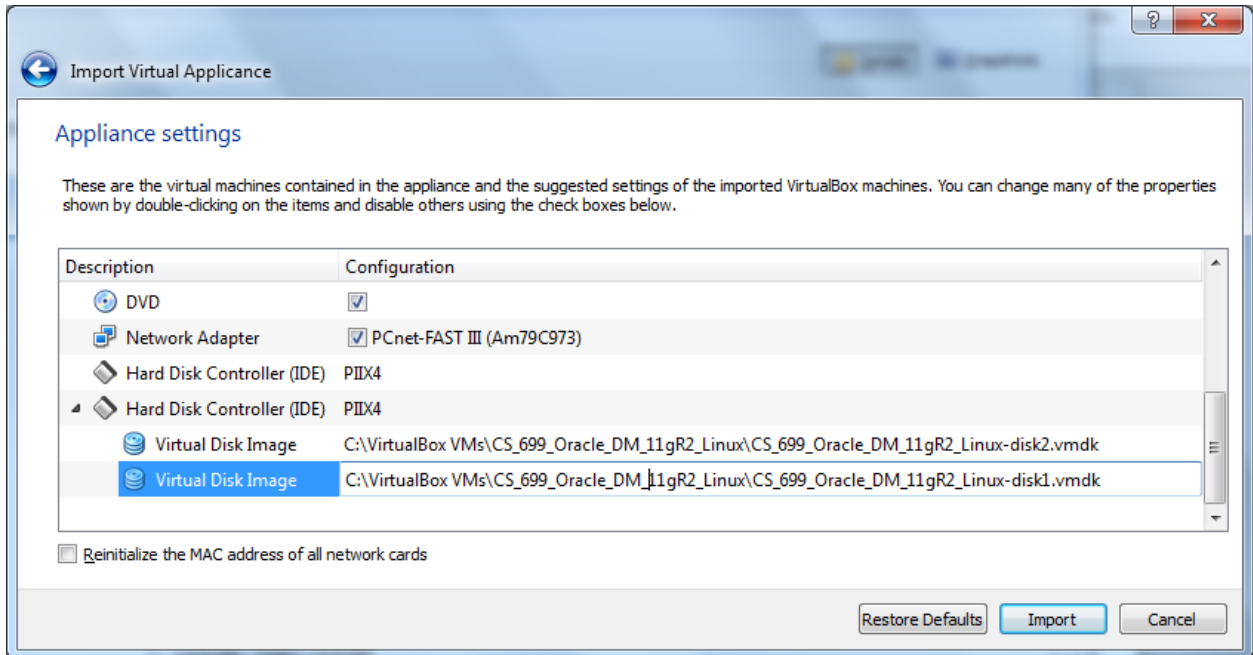 Import Virtual Applicance
Appliance settings
These are the virtual machines contained in the appliance and the suggested settings of the imported VirtualBox machines. You can change many of the properties
shown by double-clicking on the items and disable others using the check boxes below.
Description Configuration
DVD
Network Adapter PCnet-FAST III (Am79C973)
Hard Disk Controller (IDE) PIIX4
Hard Disk Controller (IDE) PIIX4
Virtual Disk Image C:\VirtualBox VMs\CS_699_Oracle_DM_11gR2_Linux\CS_699_Oracle_DM_11gR2_Linux-disk2.vmdk
Virtual Disk Image C:\VirtualBox VMs\CS_699_Oracle_DM_11gR2_Linux\CS_699_Oracle_DM_11gR2_Linux-disk1.vmdk
Reinitialize the MAC address of all network cards
Restore Defaults Import Cancel